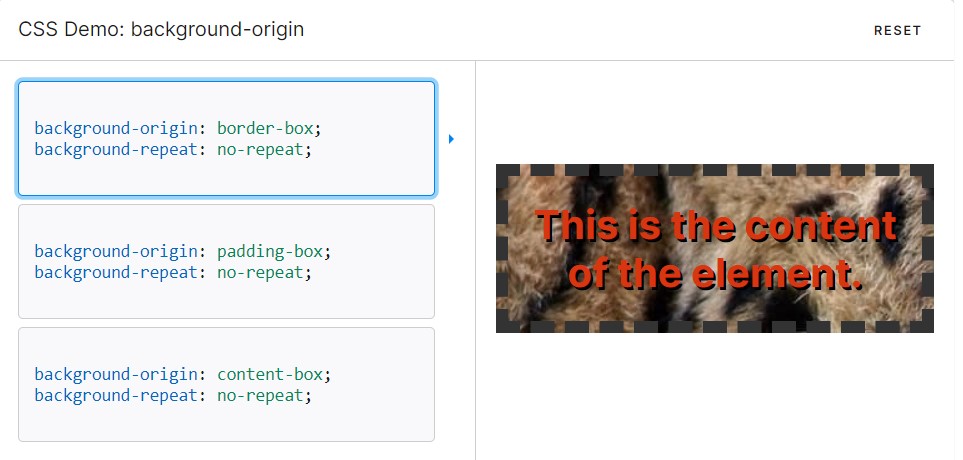 CSS Demo: background-origin
RESET
background-origin: border-box;
background-repeat: no-repeat;
background-origin: padding-box;
background-repeat: no-repeat;
background-origin: content-box;
background-repeat: no-repeat;
This is the content
of the element.